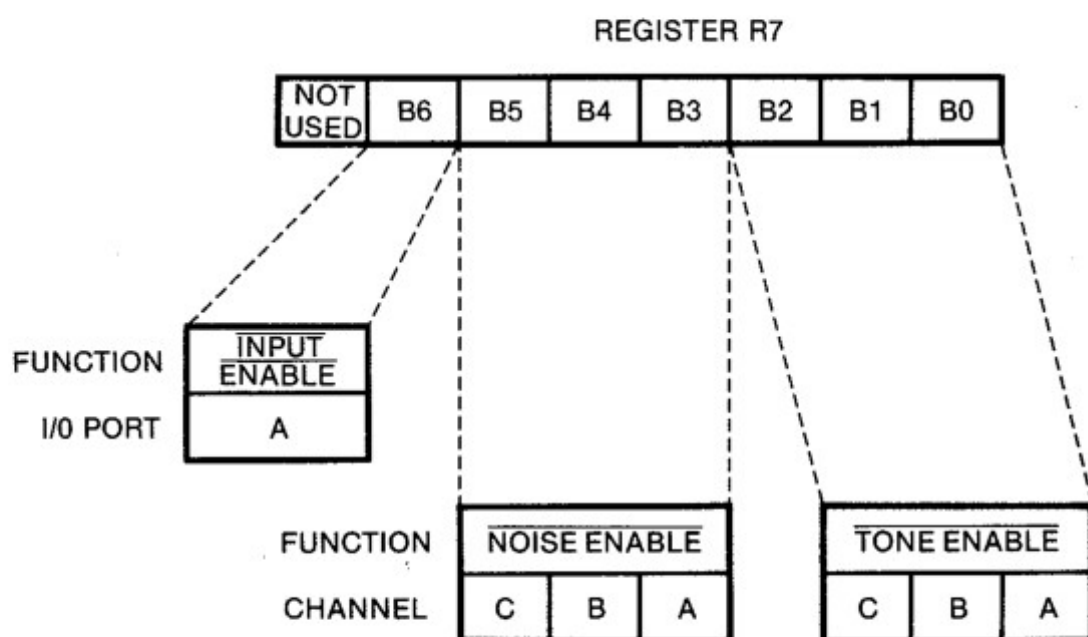 REGISTER R7
NOT USED B6 B5 B4 B3 B2 B1 B0
FUNCTION INPUT ENABLE
I/0 PORT A
FUNCTION NOISE ENABLE TONE ENABLE
CHANNEL C B A C B A